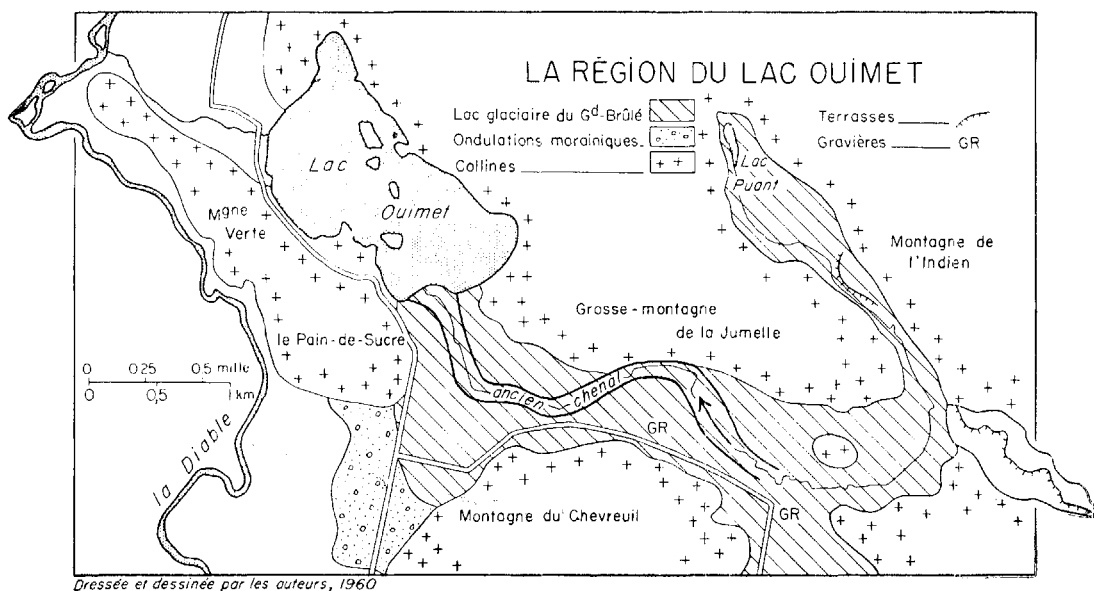 LA RÉGION DU LAC OUIMET
Lac glaciaire du Gd-Brûlé
Ondulations morainiques
Collines
Terrasses
Gravières GR
Lac
Ouimet
Lac
Puant
Mgne
Verte
Montagne de
l'Indien
Grosse-montagne
de la Jumelle
le Pain-de-Sucre
0 025 0.5 mille
0 0,5 1
km
ancien chenal
GR
la Diable
Montagne du Chevreuil
GR
Dressée et dessinée par les auteurs, 1960